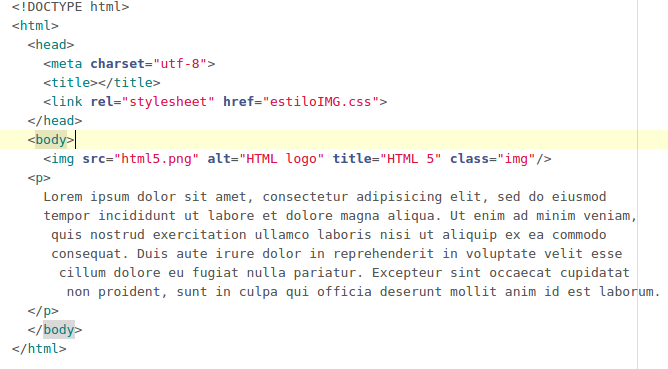 <!DOCTYPE html>
<html>
  <head>
    <meta charset="utf-8">
    <title></title>
    <link rel="stylesheet" href="estiloIMG.css">
  </head>
  <body>
    <img src="html5.png" alt="HTML logo" title="HTML 5" class="img"/>
  <p>
    Lorem ipsum dolor sit amet, consectetur adipisicing elit, sed do eiusmod
    tempor incididunt ut labore et dolore magna aliqua. Ut enim ad minim veniam,
     quis nostrud exercitation ullamco laboris nisi ut aliquip ex ea commodo
     consequat. Duis aute irure dolor in reprehenderit in voluptate velit esse
      cillum dolore eu fugiat nulla pariatur. Excepteur sint occaecat cupidatat
       non proident, sunt in culpa qui officia deserunt mollit anim id est laborum.
  </p>
  </body>
</html>